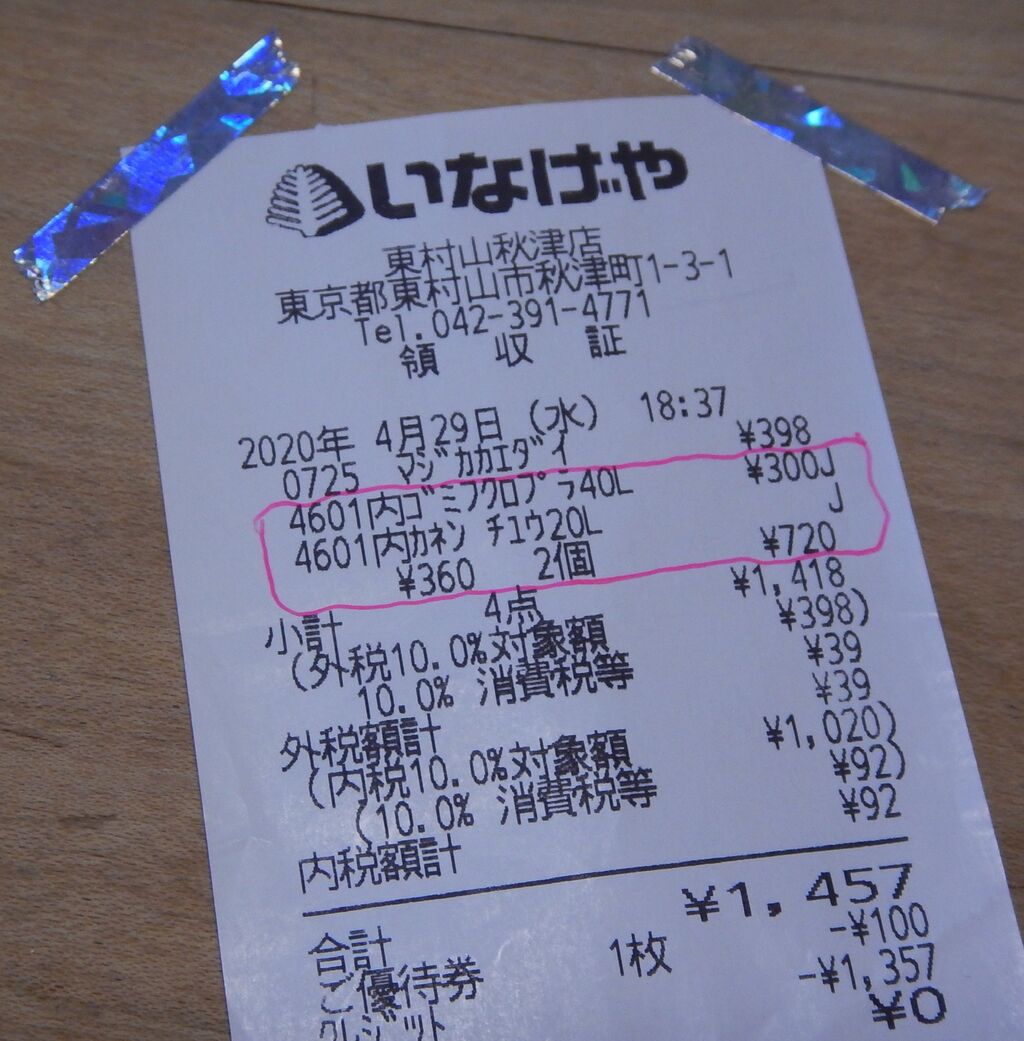 いなげや
東村山秋津店
東京都東村山市秋津町1-3-1
Tel.042-391-4771
領 収 証
2020年 4月29日 (水) 18:37
0725 マジカカエダイ ¥398
4601内ゴミフクロプラ40L ¥300J
4601内カネン チュウ20L J
¥360 2個 ¥720
小計 4点 ¥1,418
(外税10.0%対象額 ¥398)
10.0% 消費税等 ¥39
外税額計 ¥39
(内税10.0%対象額 ¥1,020)
(10.0% 消費税等 ¥92)
内税額計 ¥92
合計 ¥1,457
ご優待券 1枚 -¥100
クレジット -¥1,357
¥0